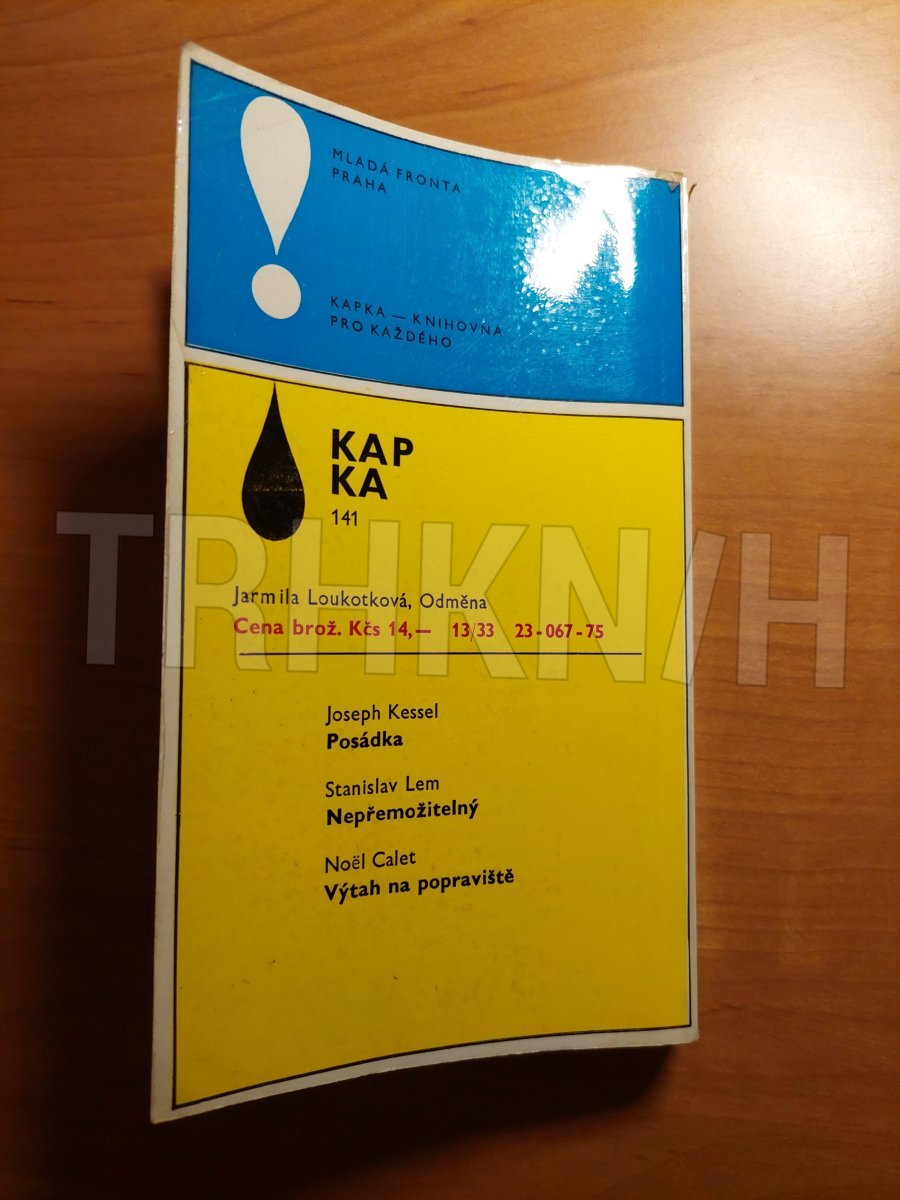 MLADÁ FRONTA
PRAHA
KAPKA — KNIHOVNA
PRO KAŽDÉHO
KAP
KA
141
TRHKNIH
Jarmila Loukotková, Odměna
Cena brož. Kčs 14,— 13/33 23-067-75
Joseph Kessel
Posádka
Stanislav Lem
Nepřemožitelný
Noël Calet
Výtah na popraviště